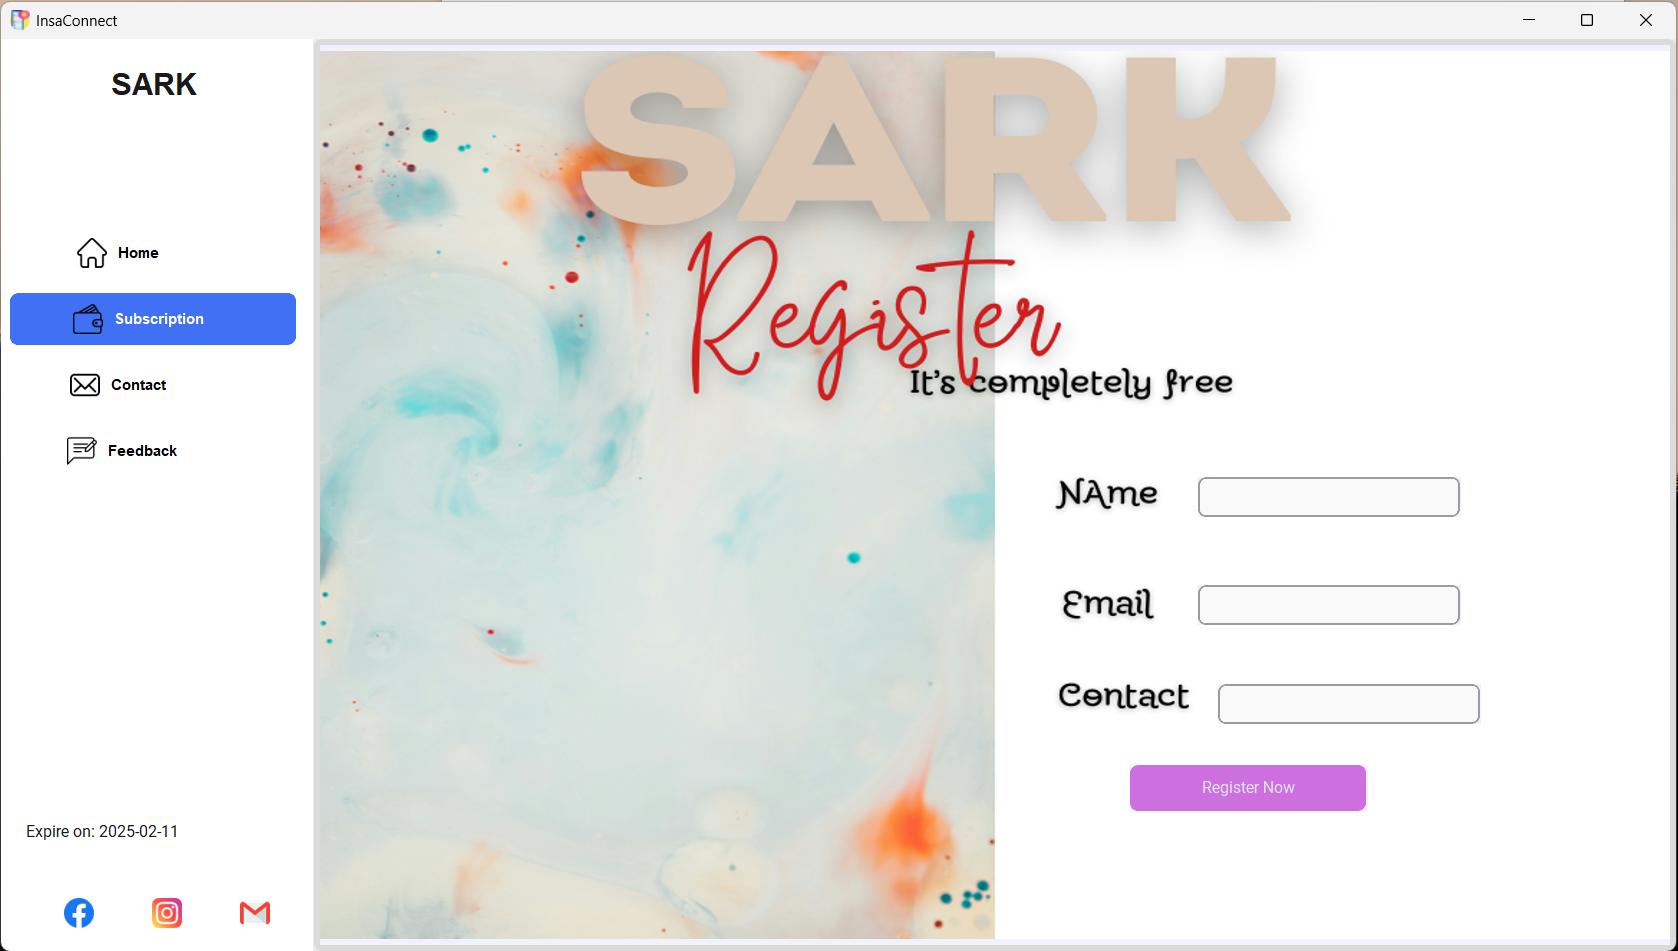 InsaConnect
SARK
Home
Subscription
Contact
Feedback
Expire on: 2025-02-11
SARK
Register
It's completely free
NAme
Email
Contact
Register Now